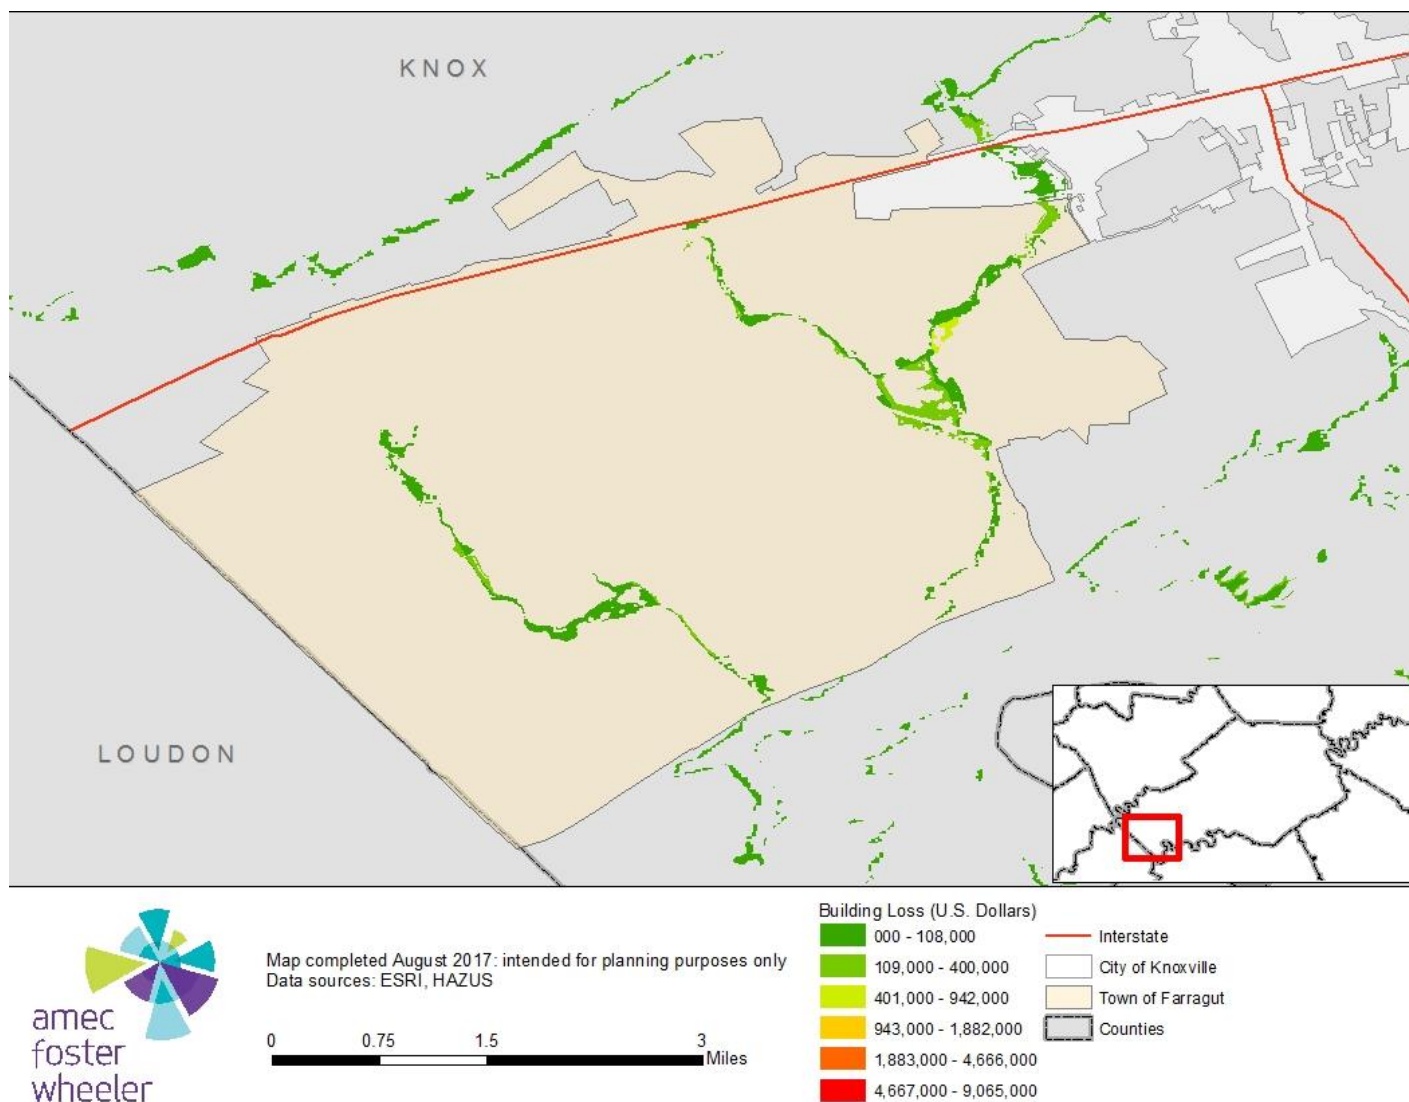 KNOX
LOUDON
amec
foster
wheeler
Map completed August 2017: intended for planning purposes only
Data sources: ESRI, HAZUS
0 0.75 1.5 3
Miles
Building Loss (U.S. Dollars)
000 - 108,000
109,000 - 400,000
401,000 - 942,000
943,000 - 1,882,000
1,883,000 - 4,666,000
4,667,000 - 9,065,000
Interstate
City of Knoxville
Town of Farragut
Counties